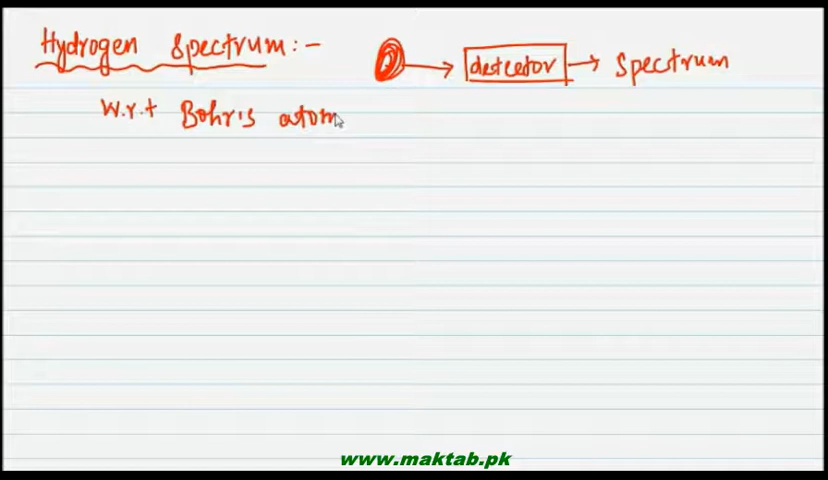 Hydrogen Spectrum:-
detector → Spectrum
w.r.t Bohr's atom
www.maktab.pk